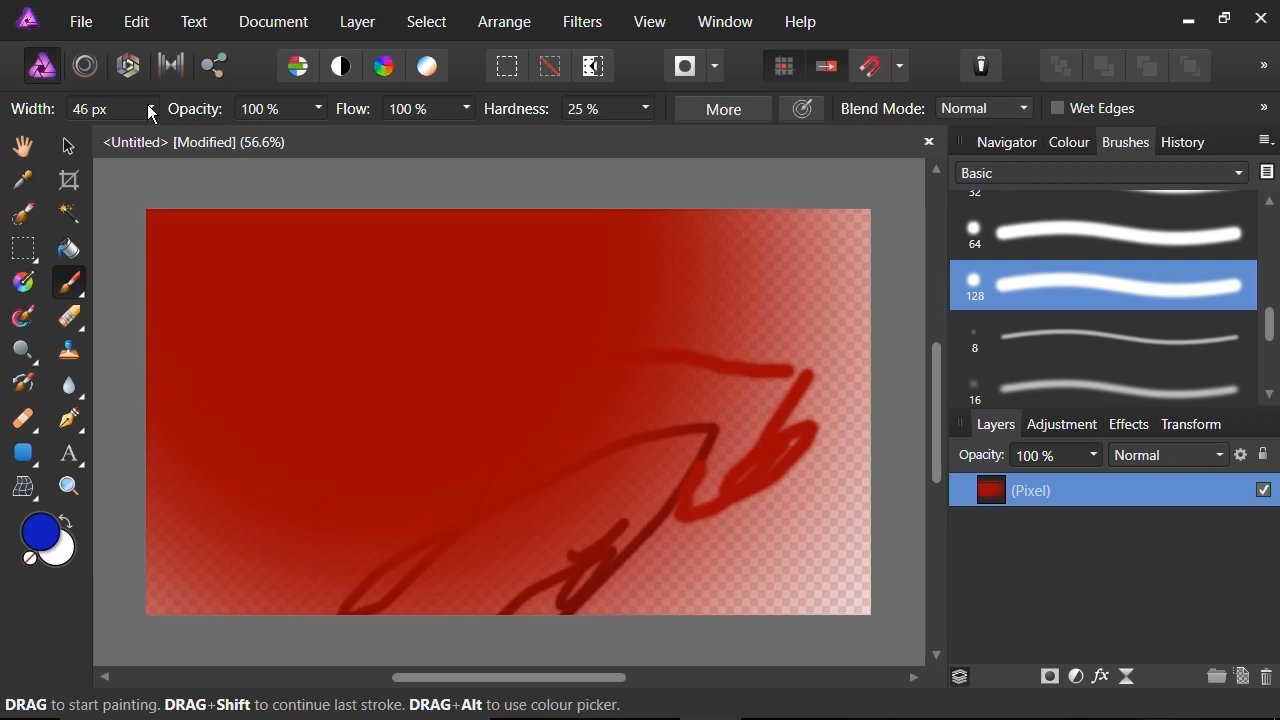 File Edit Text Document Layer Select Arrange Filters View Window Help
Width: 46 px Opacity: 100 % Flow: 100 % Hardness: 25 % More Blend Mode: Normal Wet Edges
<Untitled> [Modified] (56.6%)
Navigator Colour Brushes History
Basic
32
64
128
8
16
Layers Adjustment Effects Transform
Opacity: 100 % Normal
(Pixel)
A
fx
DRAG to start painting. DRAG+Shift to continue last stroke. DRAG+Alt to use colour picker.